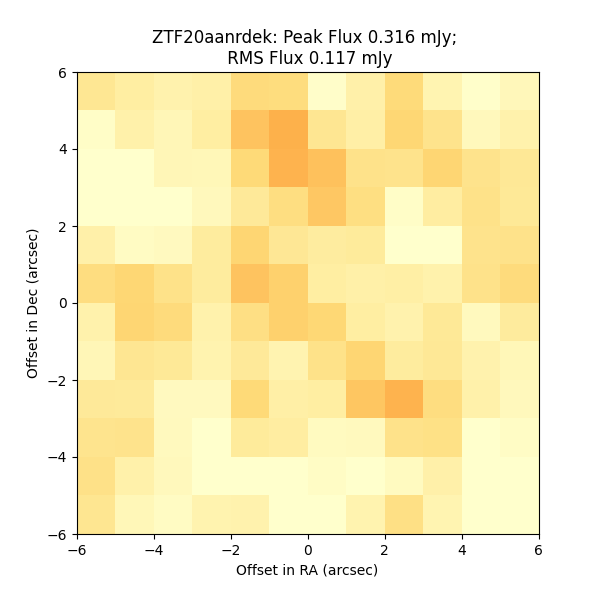 ZTF20aanrdek: Peak Flux 0.316 mJy;
RMS Flux 0.117 mJy
6
4
2
0
−2
−4
−6
Offset in Dec (arcsec)
−6 −4 −2 0 2 4 6
Offset in RA (arcsec)